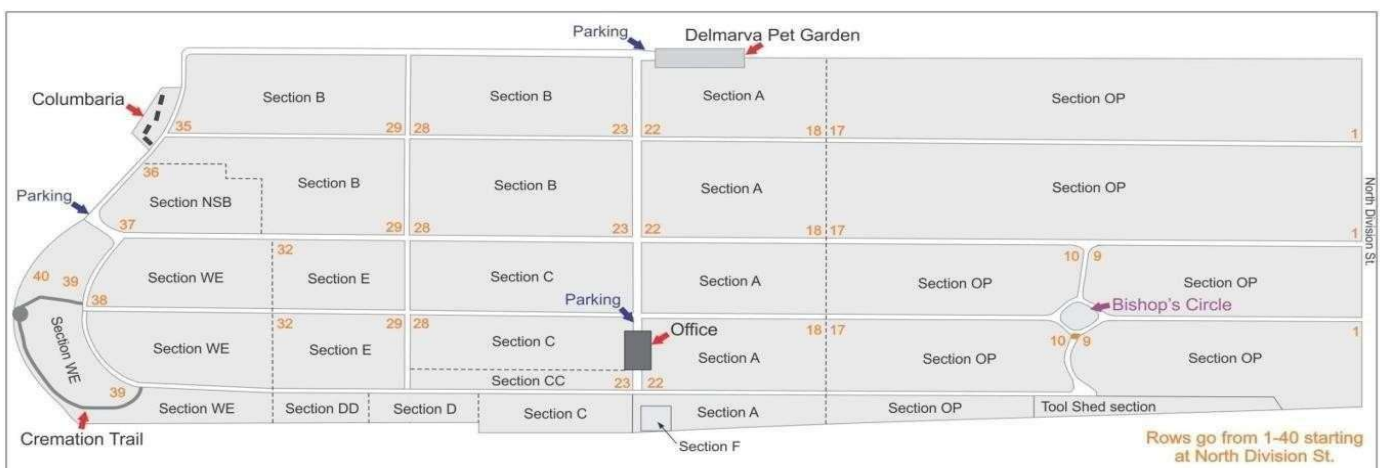 Parking
Delmarva Pet Garden
Columbaria
Section B
Section B
Section A
Section OP
35
29
28
23
22
18
17
1
36
Section B
Section B
Section A
Section OP
Parking
Section NSB
37
29
28
23
22
18
17
1
North Division St.
40
39
32
10
9
Section WE
Section E
Section C
Section A
Section OP
Section OP
38
Parking
Bishop's Circle
32
29
28
Office
18
17
10
9
1
Section WE
Section WE
Section E
Section C
Section A
Section OP
Section OP
39
Section CC
23
22
Section WE
Section DD
Section D
Section C
Section A
Section OP
Tool Shed section
Cremation Trail
Section F
Rows go from 1-40 starting
at North Division St.